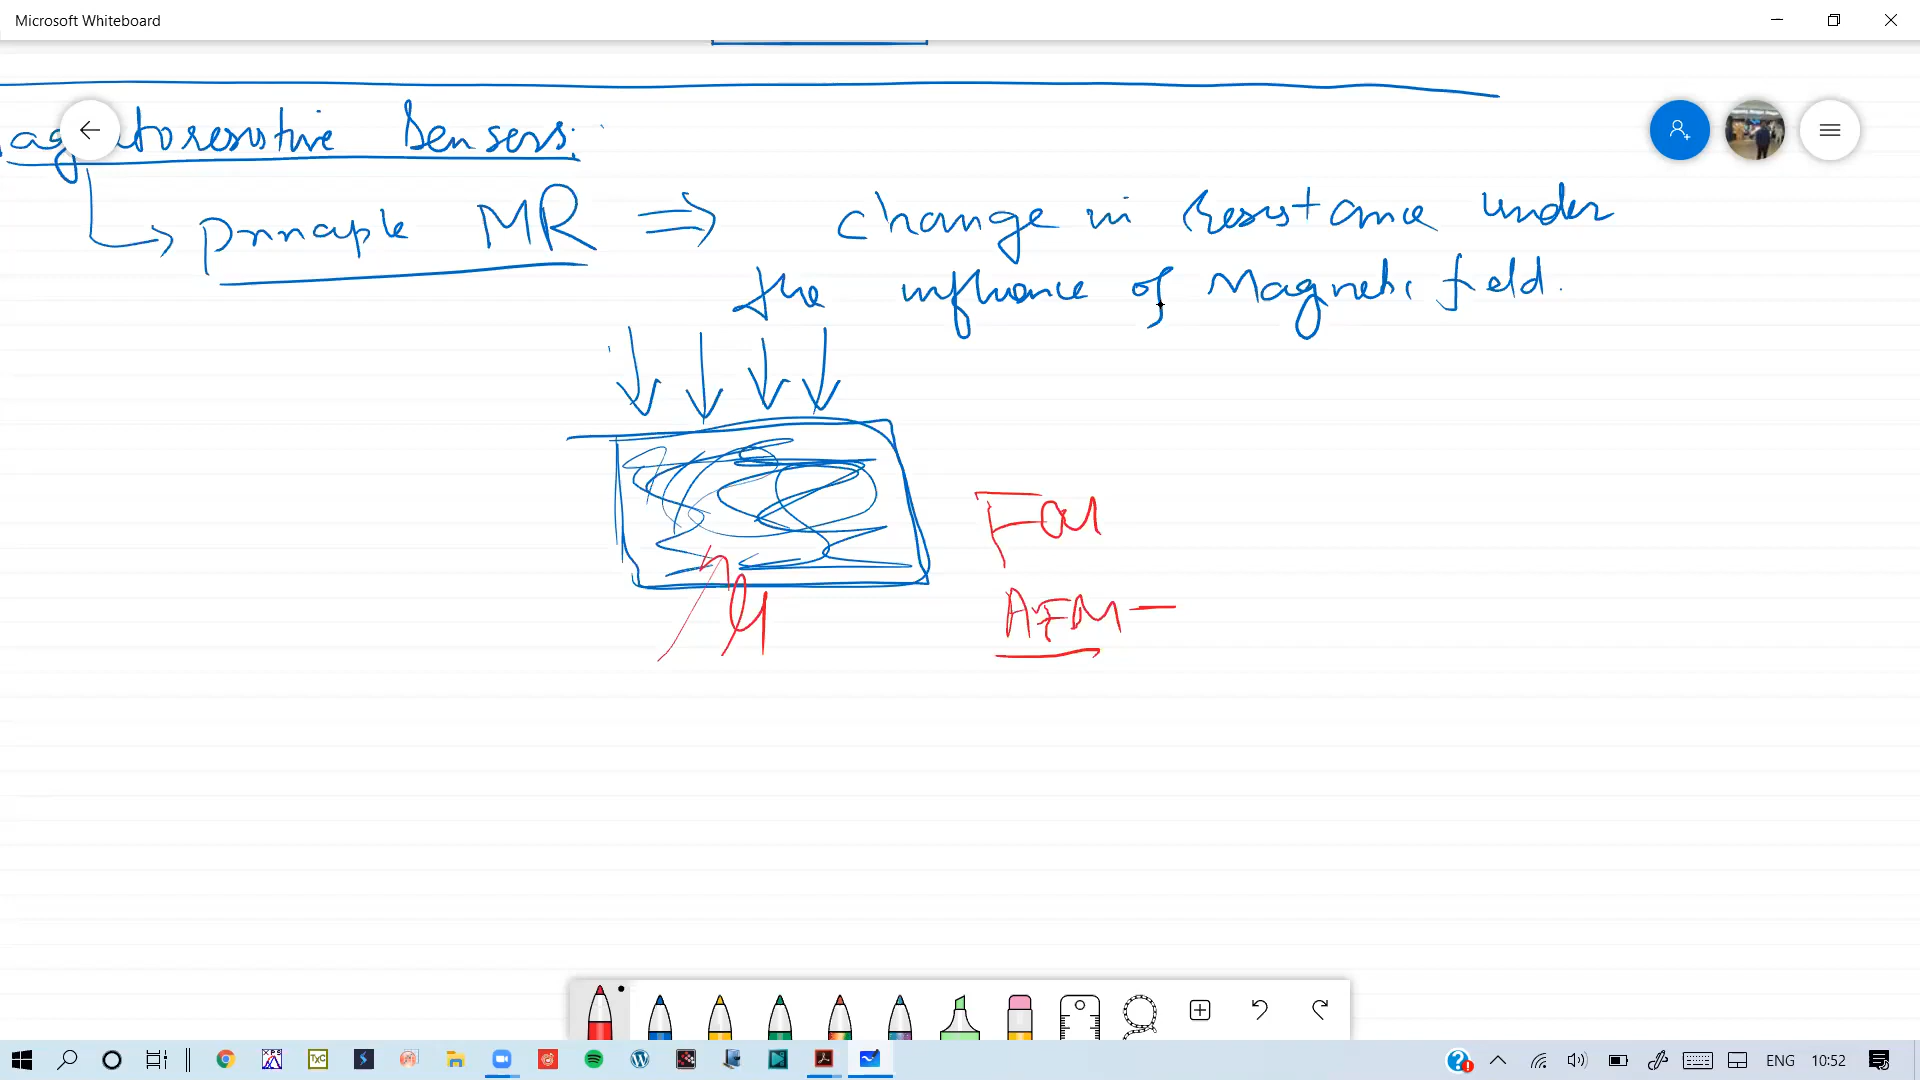 Microsoft Whiteboard
agnetoresistive Sensors:
principle MR ⇒ change in resistance under
the influence of Magnetic field.
FM
AFM —
M
ENG 10:52